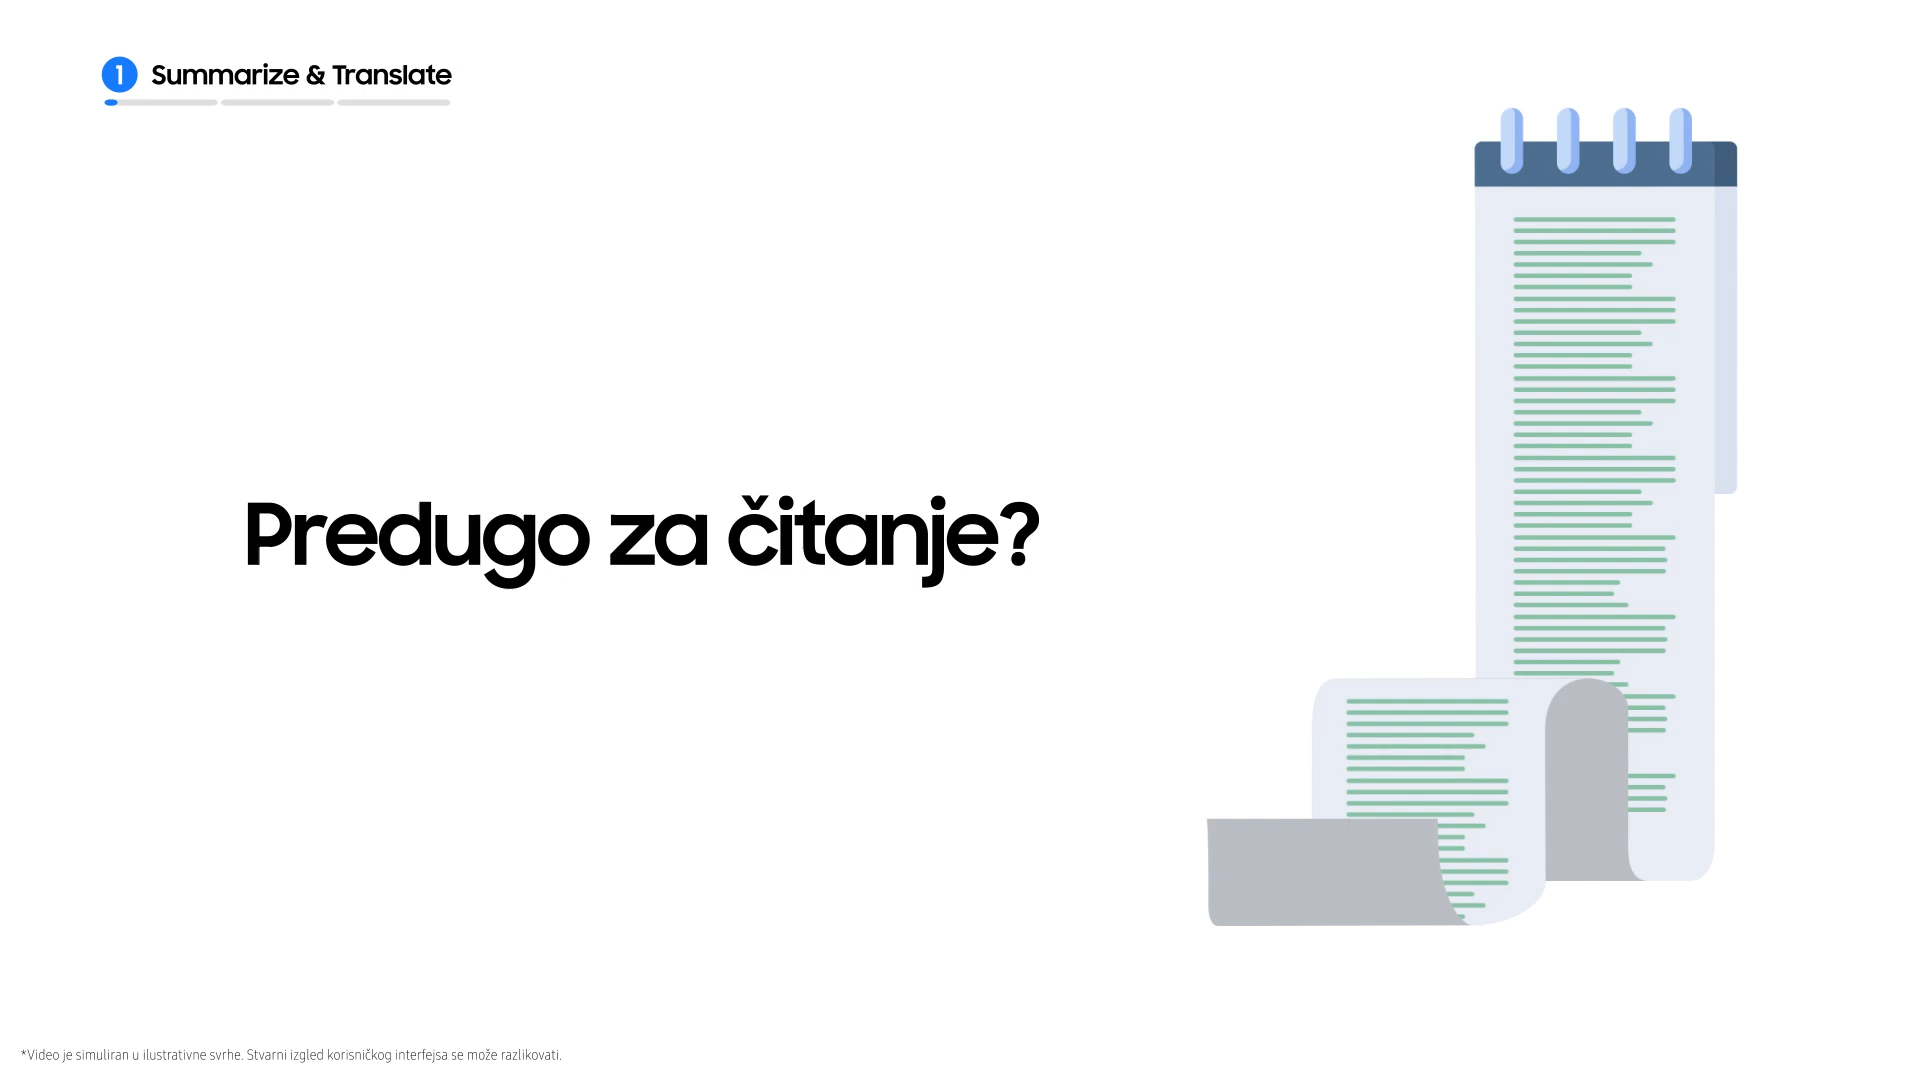 1 Summarize & Translate
Predugo za čitanje?
*Video je simuliran u ilustrativne svrhe. Stvarni izgled korisničkog interfejsa se može razlikovati.